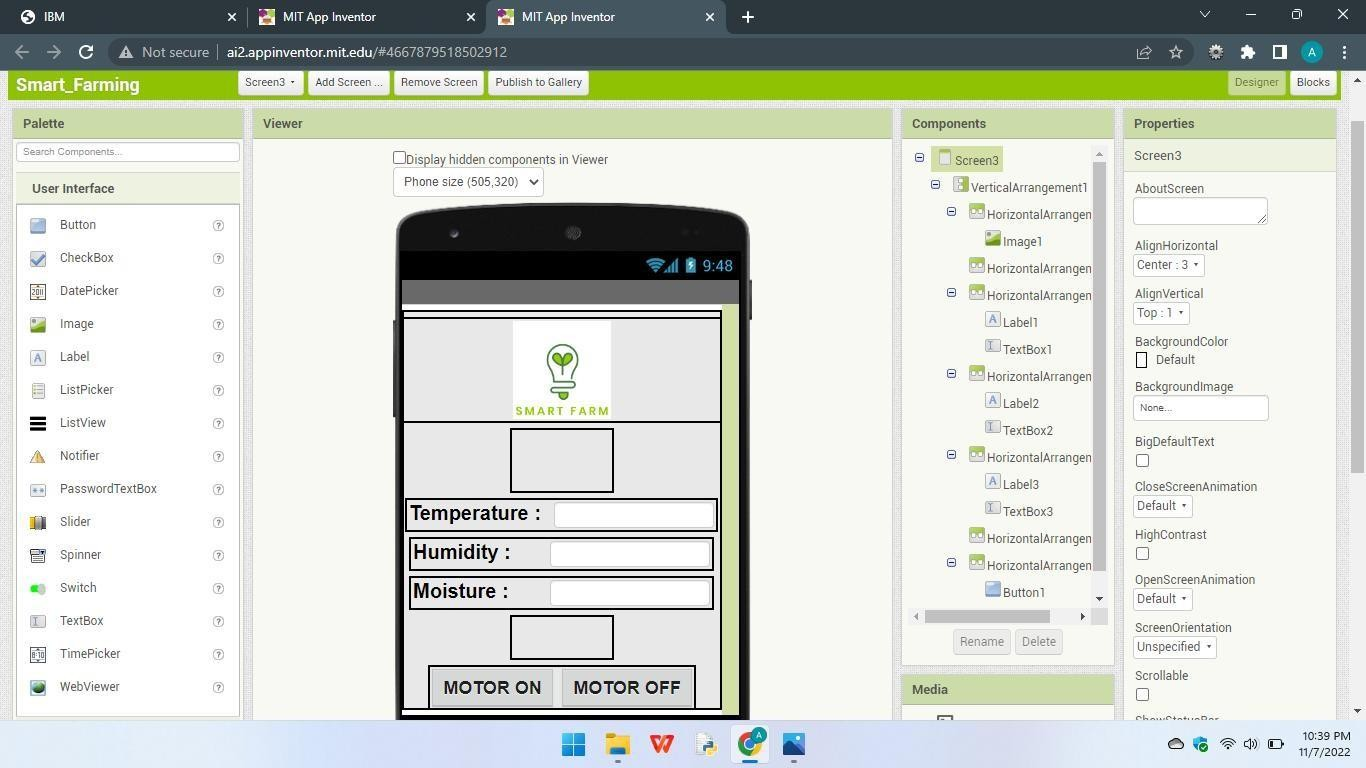 IBM
MIT App Inventor
MIT App Inventor
Not secure | ai2.appinventor.mit.edu/#4667879518502912
A
Smart_Farming
Screen3
Add Screen ...
Remove Screen
Publish to Gallery
Designer
Blocks
Palette
Search Components...
User Interface
Button
CheckBox
DatePicker
Image
Label
ListPicker
ListView
Notifier
PasswordTextBox
Slider
Spinner
Switch
TextBox
TimePicker
WebViewer
Viewer
Display hidden components in Viewer
Phone size (505,320)
9:48
SMART FARM
Temperature :
Humidity :
Moisture :
MOTOR ON MOTOR OFF
Components
Screen3
VerticalArrangement1
HorizontalArrangen
Image1
HorizontalArrangen
HorizontalArrangen
Label1
TextBox1
HorizontalArrangen
Label2
TextBox2
HorizontalArrangen
Label3
TextBox3
HorizontalArrangen
HorizontalArrangen
Button1
Rename Delete
Media
Properties
Screen3
AboutScreen
AlignHorizontal
Center : 3
AlignVertical
Top : 1
BackgroundColor
Default
BackgroundImage
None...
BigDefaultText
CloseScreenAnimation
Default
HighContrast
OpenScreenAnimation
Default
ScreenOrientation
Unspecified
Scrollable
ShowStatusBar
10:39 PM
11/7/2022